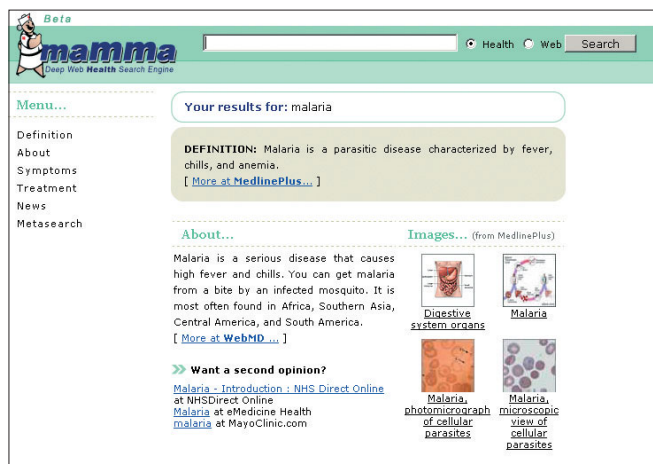 Beta
mamma
Deep Web Health Search Engine
Health Web Search
Menu...
Definition
About
Symptoms
Treatment
News
Metasearch
Your results for: malaria
DEFINITION: Malaria is a parasitic disease characterized by fever,
chills, and anemia.
[ More at MedlinePlus... ]
About...
Malaria is a serious disease that causes
high fever and chills. You can get malaria
from a bite by an infected mosquito. It is
most often found in Africa, Southern Asia,
Central America, and South America.
[ More at WebMD ... ]
Want a second opinion?
Malaria - Introduction : NHS Direct Online
at NHSDirect Online
Malaria at eMedicine Health
malaria at MayoClinic.com
Images... (from MedlinePlus)
Digestive
system organs
Malaria
Malaria,
photomicrograph
of cellular
parasites
Malaria,
microscopic
view of
cellular
parasites